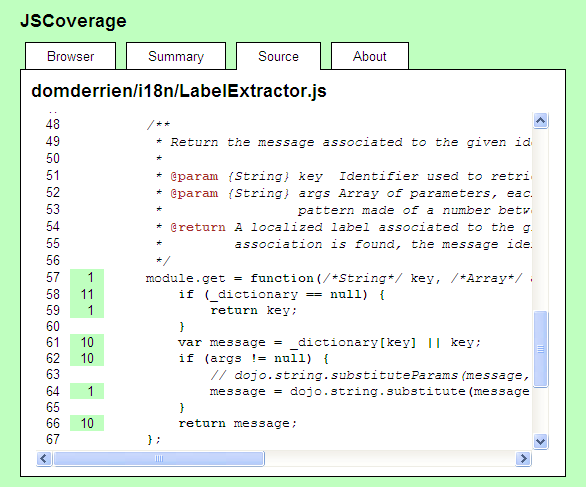 JSCoverage
Browser Summary Source About
domderrien/i18n/LabelExtractor.js
48 /**
49 * Return the message associated to the given
50 *
51 * @param {String} key Identifier used to
52 * @param {String} args Array of parameters,
53 * pattern made of a number
54 * @return A localized label associated to the
55 * association is found, the message
56 */
57 1 module.get = function(/*String*/ key, /*Array*/
58 11 if (_dictionary == null) {
59 1 return key;
60 }
61 10 var message = _dictionary[key] || key;
62 10 if (args != null) {
63 // dojo.string.substituteParams(message,
64 1 message = dojo.string.substitute(message
65 }
66 10 return message;
67 };